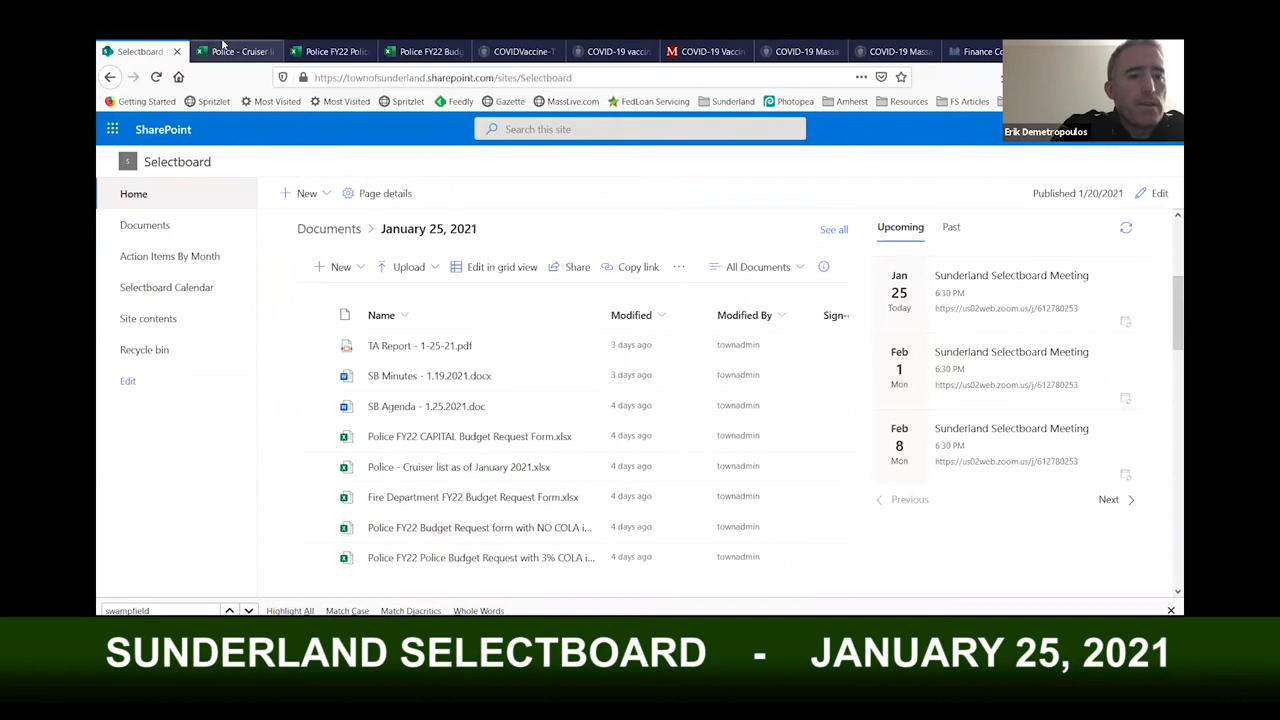 Selectboard
Police - Cruiser li
Police FY22 Polic
Police FY22 Budg
COVIDVaccine-T
COVID-19 vaccin
COVID-19 Vaccin
COVID-19 Massa
COVID-19 Massa
Finance Co
https://townofsunderland.sharepoint.com/sites/Selectboard
Getting Started
Spritzlet
Most Visited
Most Visited
Spritzlet
Feedly
Gazette
MassLive.com
FedLoan Servicing
Sunderland
Photopea
Amherst
Resources
FS Articles
Erik Demetropoulos
SharePoint
Search this site
S
Selectboard
Home
Documents
Action Items By Month
Selectboard Calendar
Site contents
Recycle bin
Edit
New
Page details
Published 1/20/2021
Edit
Documents > January 25, 2021
See all
New
Upload
Edit in grid view
Share
Copy link
All Documents
Name
Modified
Modified By
Sign-
TA Report - 1-25-21.pdf
3 days ago
townadmin
SB Minutes - 1.19.2021.docx
3 days ago
townadmin
SB Agenda - 1.25.2021.doc
4 days ago
townadmin
Police FY22 CAPITAL Budget Request Form.xlsx
4 days ago
townadmin
Police - Cruiser list as of January 2021.xlsx
4 days ago
townadmin
Fire Department FY22 Budget Request Form.xlsx
4 days ago
townadmin
Police FY22 Budget Request form with NO COLA i...
4 days ago
townadmin
Police FY22 Police Budget Request with 3% COLA i...
4 days ago
townadmin
Upcoming
Past
Jan
25
Today
Sunderland Selectboard Meeting
6:30 PM
https://us02web.zoom.us/j/612780253
Feb
1
Mon
Sunderland Selectboard Meeting
6:30 PM
https://us02web.zoom.us/j/612780253
Feb
8
Mon
Sunderland Selectboard Meeting
6:30 PM
https://us02web.zoom.us/j/612780253
Previous
Next
swampfield
Highlight All
Match Case
Match Diacritics
Whole Words
SUNDERLAND SELECTBOARD - JANUARY 25, 2021